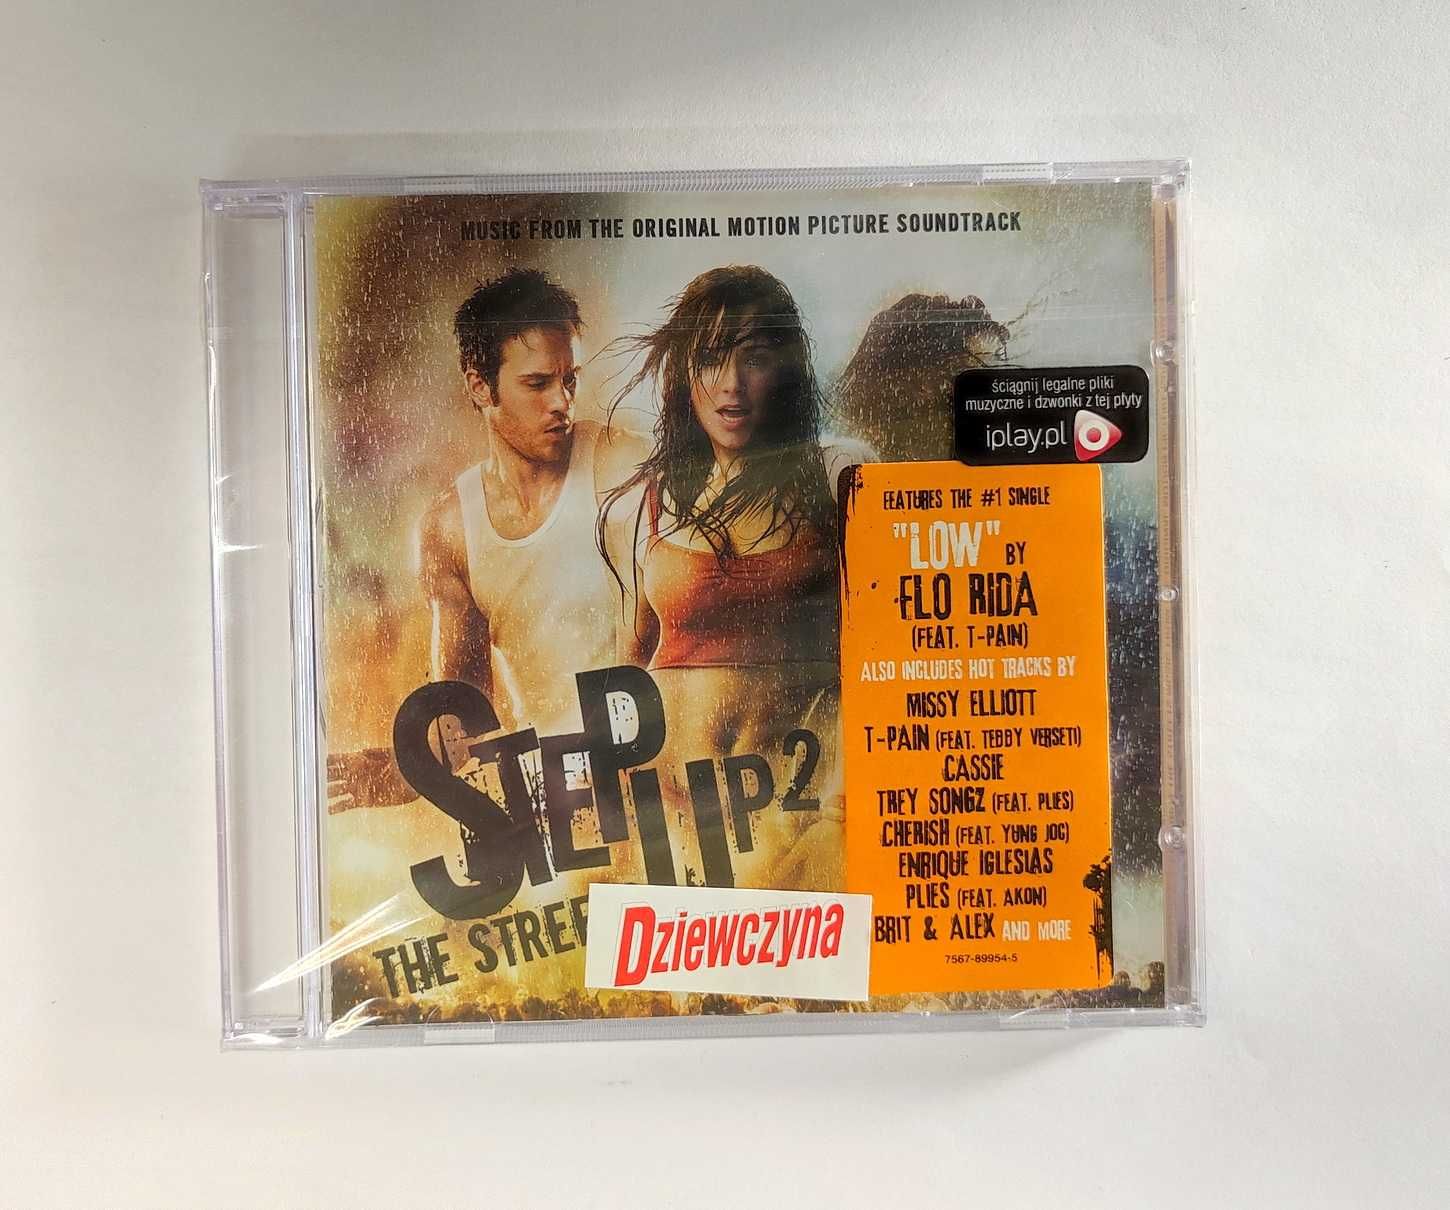 MUSIC FROM THE ORIGINAL MOTION PICTURE SOUNDTRACK
ściągnij legalne pliki
muzyczne i dzwonki z tej płyty
iplay.pl
FEATURES THE #1 SINGLE
"LOW" BY
FLO RIDA
(FEAT. T-PAIN)
ALSO INCLUDES HOT TRACKS BY
MISSY ELLIOTT
T-PAIN (FEAT. TEDDY VERSETI)
CASSIE
TREY SONGZ (FEAT. PLIES)
CHERISH (FEAT. YUNG JOC)
ENRIQUE IGLESIAS
PLIES (FEAT. AKON)
BRIT & ALEX AND MORE
7567-89954-5
STEP UP 2
THE STREE
Dziewczyna